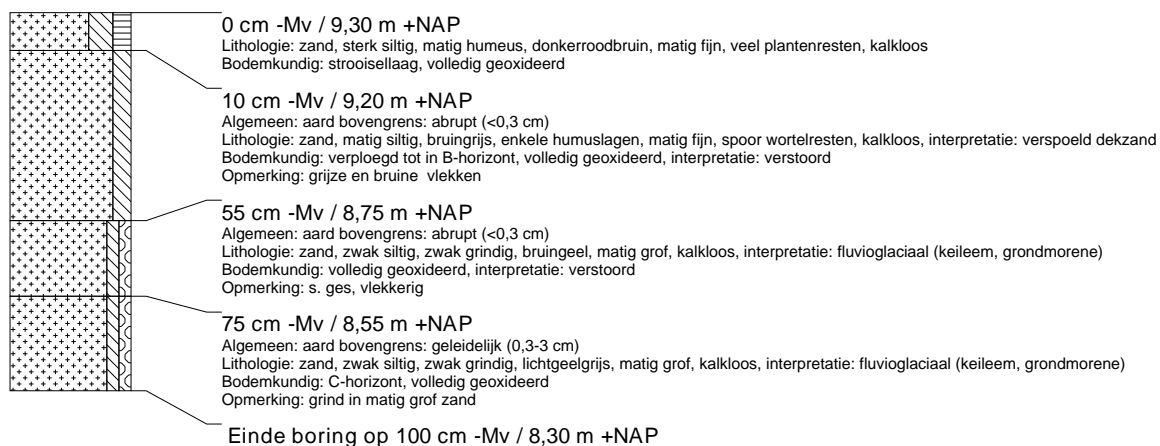 0 cm -Mv / 9,30 m +NAP
Lithologie: zand, sterk siltig, matig humeus, donkerroodbruin, matig fijn, veel plantenresten, kalkloos
Bodemkundig: strooisellaag, volledig geoxideerd
10 cm -Mv / 9,20 m +NAP
Algemeen: aard bovengrens: abrupt (<0,3 cm)
Lithologie: zand, matig siltig, bruingrijs, enkele humuslagen, matig fijn, spoor wortelresten, kalkloos, interpretatie: verspoeld dekzand
Bodemkundig: verploegd tot in B-horizont, volledig geoxideerd, interpretatie: verstoord
Opmerking: grijze en bruine vlekken
55 cm -Mv / 8,75 m +NAP
Algemeen: aard bovengrens: abrupt (<0,3 cm)
Lithologie: zand, zwak siltig, zwak grindig, bruingeel, matig grof, kalkloos, interpretatie: fluvioglaciaal (keileem, grondmorene)
Bodemkundig: volledig geoxideerd, interpretatie: verstoord
Opmerking: s. ges, vlekkerig
75 cm -Mv / 8,55 m +NAP
Algemeen: aard bovengrens: geleidelijk (0,3-3 cm)
Lithologie: zand, zwak siltig, zwak grindig, lichtgeelgrijs, matig grof, kalkloos, interpretatie: fluvioglaciaal (keileem, grondmorene)
Bodemkundig: C-horizont, volledig geoxideerd
Opmerking: grind in matig grof zand
Einde boring op 100 cm -Mv / 8,30 m +NAP